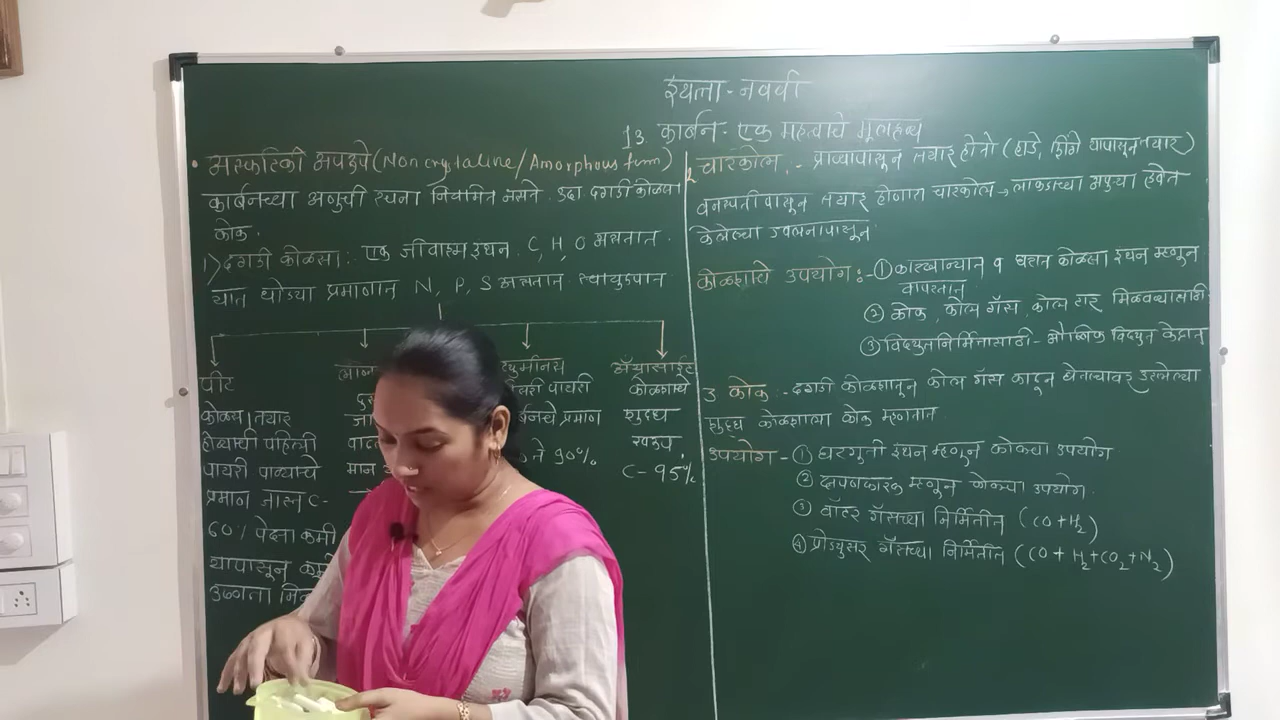 इयत्ता - नववी
13. कार्बन - एक महत्वाचे मूलद्रव्य
• अस्फटिकी अपरुपे (Non crystaline/Amorphous form)
कार्बनच्या अणुची रचना नियमित नसते. उदा दगडी कोळसा
कोक.
1) दगडी कोळसा :- एक जीवाश्म इंधन. C, H, O असतात.
यात थोड्या प्रमाणात N, P, S असतात. स्थायुरुपात
पीट
कोळसा तयार
होण्याची पहिली
पायरी पाण्याचे
प्रमाण जास्त C-
60% पेक्षा कमी
यापासून कमी
उष्णता
पायरी
प्रमाण
ते 90%
अँथ्रासाईट
कोळशाचे
शुद्ध
स्वरुप.
C - 95%
2 चारकोल :- प्राण्यापासून तयार होतो (हाडे, शिंगे यापासून तयार)
वनस्पतीपासून तयार होणारा चारकोल → लाकडाच्या अपुऱ्या हवेत
केलेल्या ज्वलनापासून
कोळशाचे उपयोग :- ① कारखान्यात व घरात कोळसा इंधन म्हणून
वापरतात
② कोक, कोल गॅस, कोल टार मिळवण्यासाठी
③ विद्युतनिर्मितीसाठी - औष्णिक विद्युत केंद्रात
3 कोक :- दगडी कोळशातून कोल गॅस काढून घेतल्यावर उरलेल्या
शुद्ध कोळशाला कोक म्हणतात
उपयोग - ① घरगुती इंधन म्हणून कोकचा उपयोग
② क्षपणकारक म्हणून कोकचा उपयोग.
③ वॉटर गॅसच्या निर्मितीत (CO + H₂)
④ प्रोड्युसर गॅसच्या निर्मितीत (CO + H₂ + CO₂ + N₂)